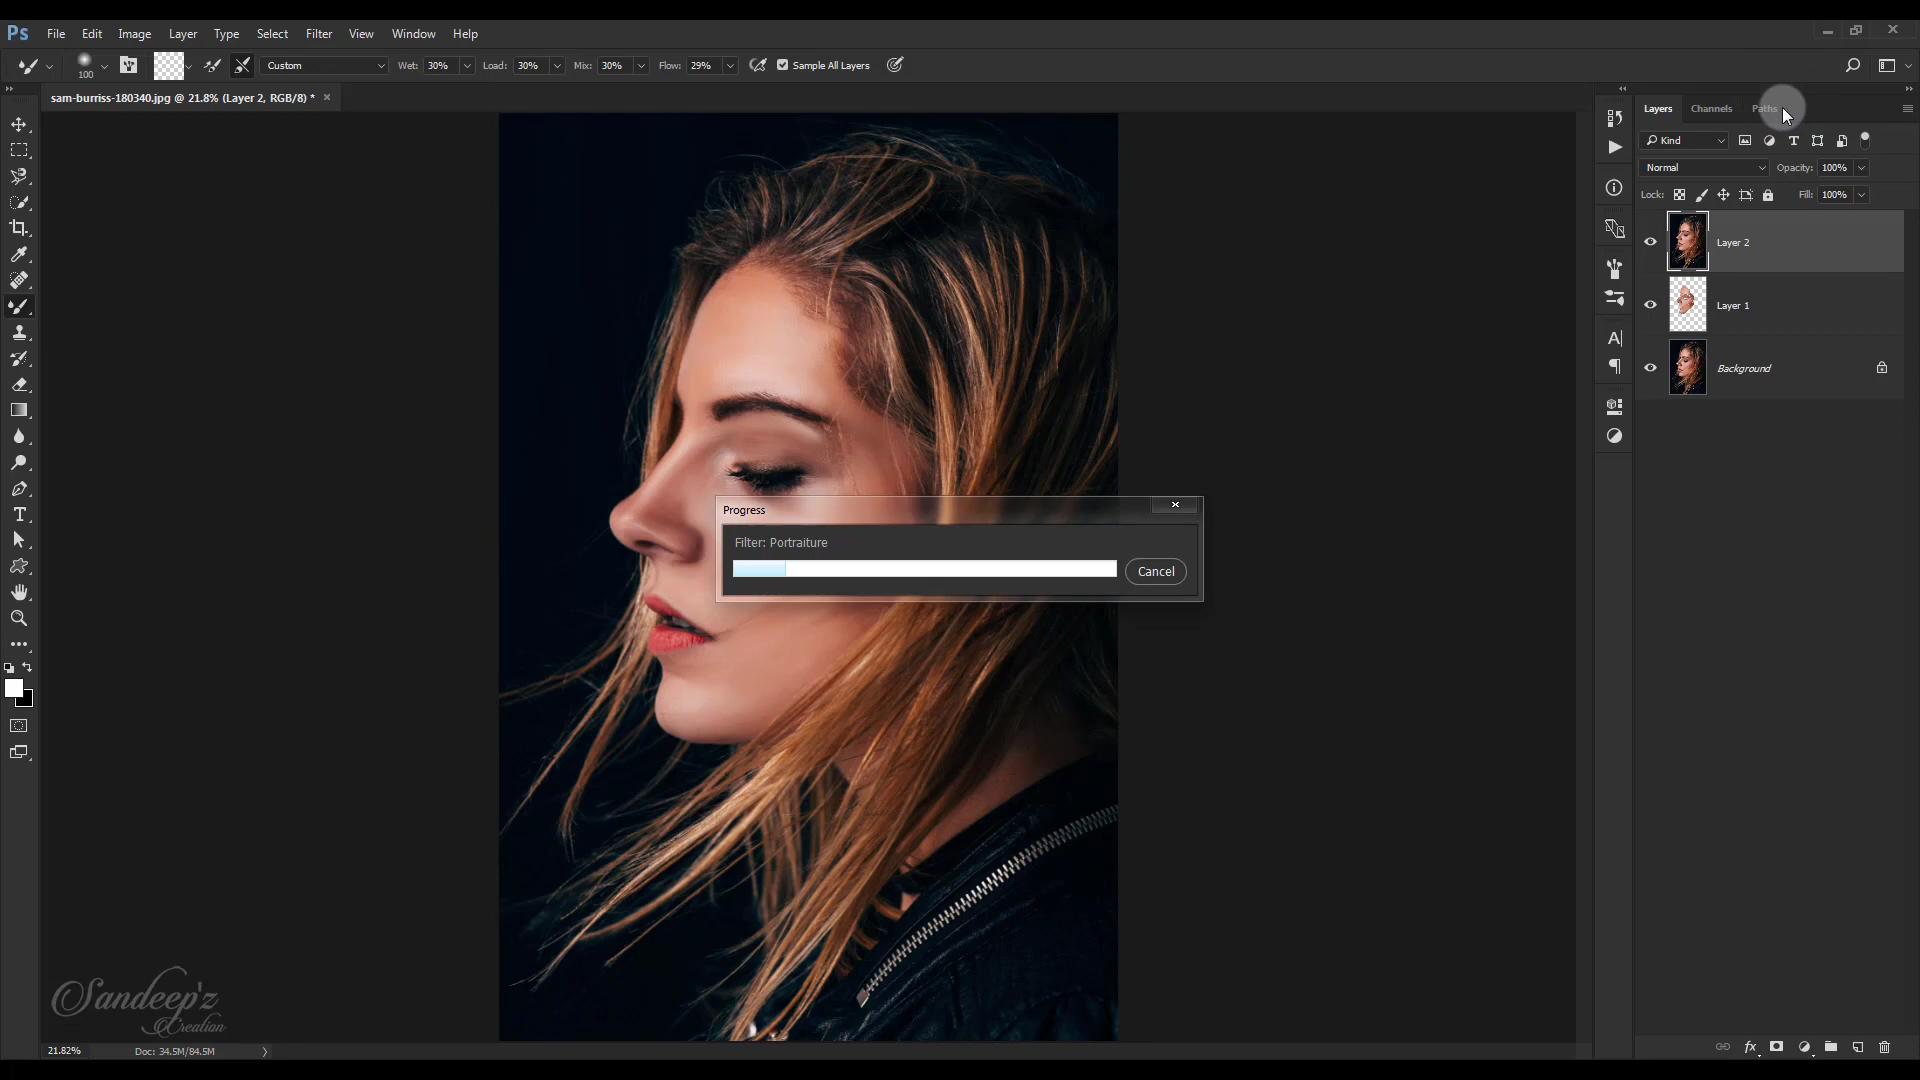 Ps File Edit Image Layer Type Select Filter View Window Help
100 Custom Wet: 30% Load: 30% Mix: 30% Flow: 29% Sample All Layers
sam-burriss-180340.jpg @ 21.8% (Layer 2, RGB/8) * ×
Layers Channels Paths
Kind
Normal Opacity: 100%
Lock: Fill: 100%
Layer 2
Layer 1
Background
Progress
Filter: Portraiture
Cancel
Sandeep'z
Creation
21.82% Doc: 34.5M/84.5M